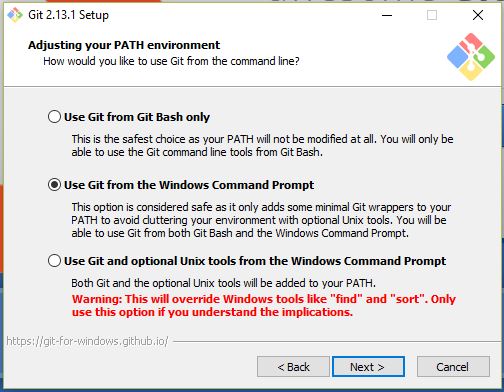 Git 2.13.1 Setup
Adjusting your PATH environment
How would you like to use Git from the command line?
Use Git from Git Bash only
This is the safest choice as your PATH will not be modified at all. You will only be
able to use the Git command line tools from Git Bash.
Use Git from the Windows Command Prompt
This option is considered safe as it only adds some minimal Git wrappers to your
PATH to avoid cluttering your environment with optional Unix tools. You will be
able to use Git from both Git Bash and the Windows Command Prompt.
Use Git and optional Unix tools from the Windows Command Prompt
Both Git and the optional Unix tools will be added to your PATH.
Warning: This will override Windows tools like "find" and "sort". Only
use this option if you understand the implications.
https://git-for-windows.github.io/
< Back
Next >
Cancel